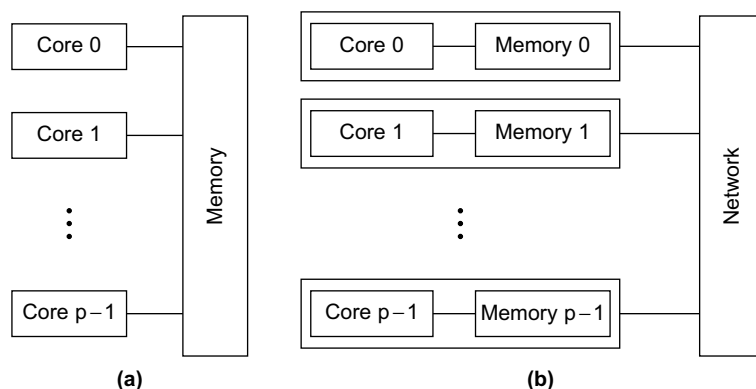 Core 0
Core 1
Core p−1
Memory
(a)
Core 0
Memory 0
Core 1
Memory 1
Core p−1
Memory p−1
Network
(b)